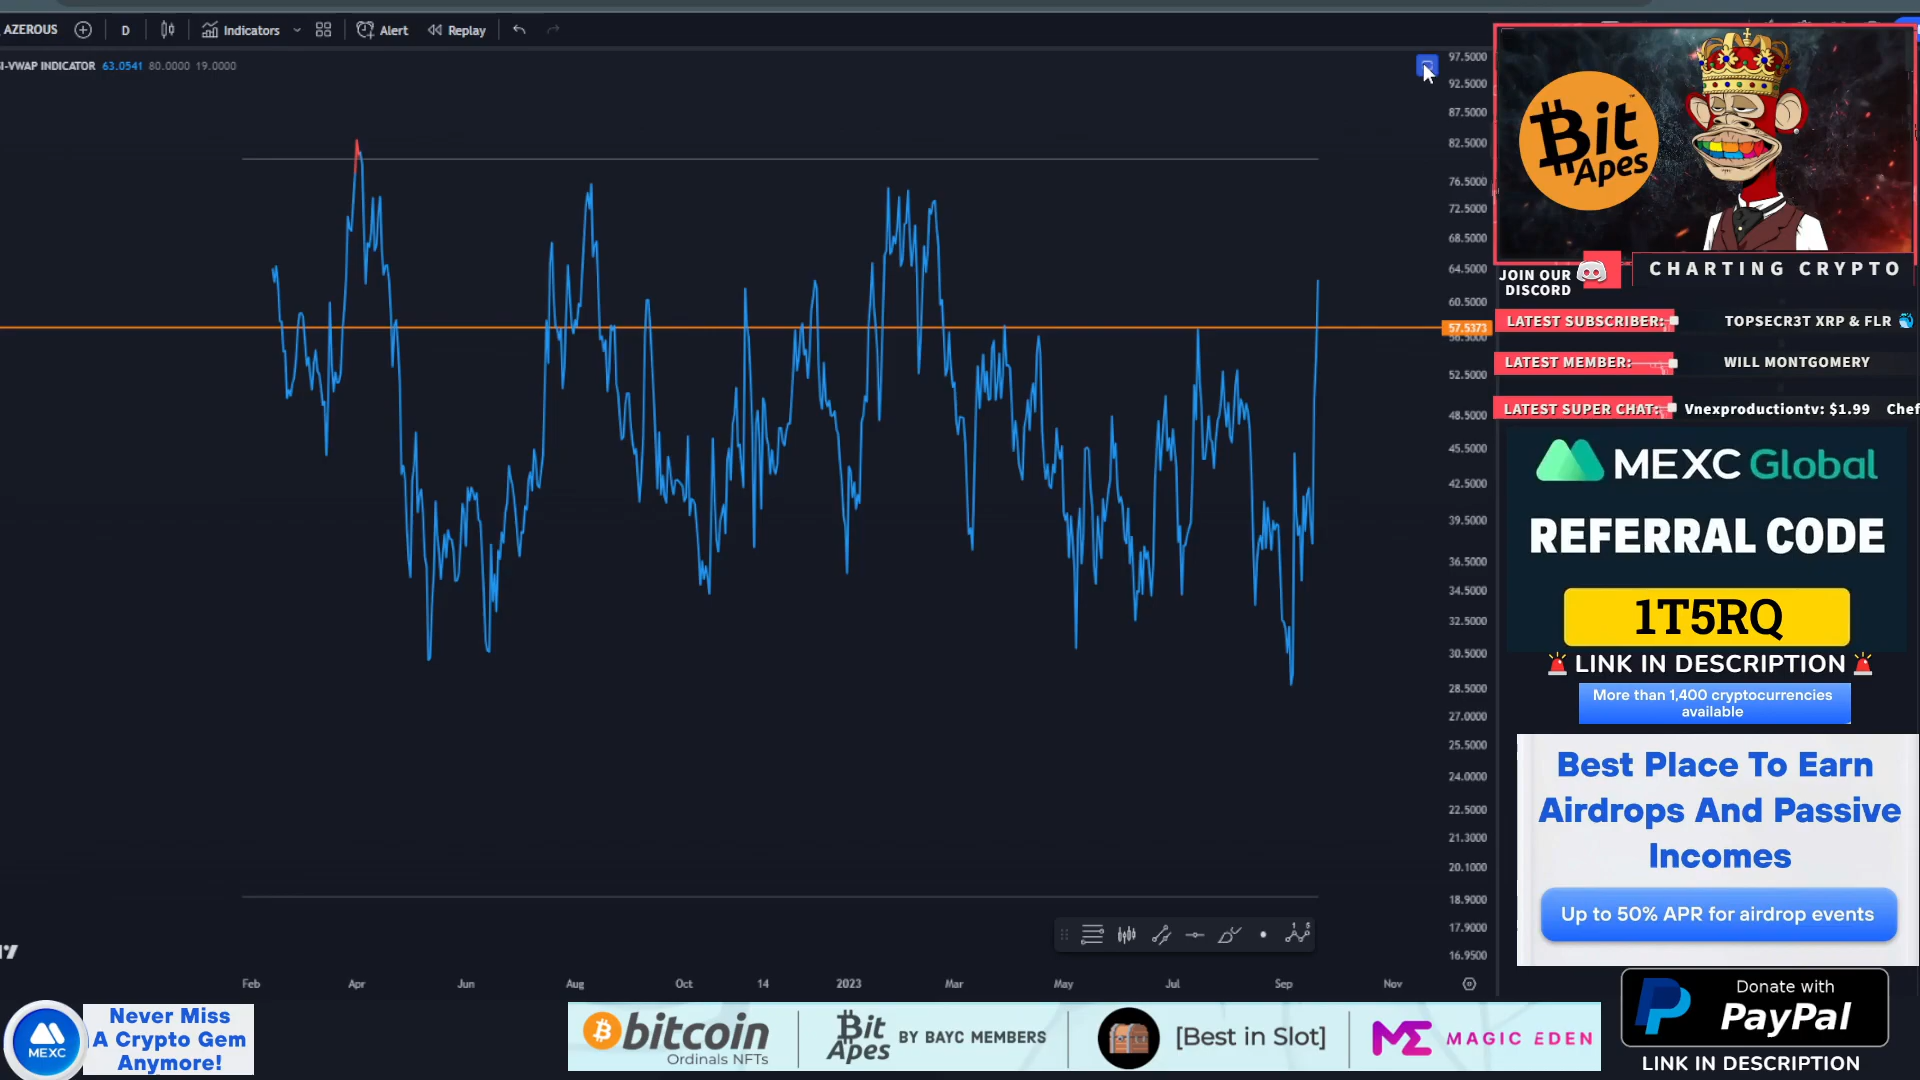 AZEROUS D Indicators Alert Replay
I-VWAP INDICATOR 63.0541 80.0000 19.0000
97.5000
92.5000
87.5000
82.5000
76.5000
72.5000
68.5000
64.5000
60.5000
57.5373
56.5000
52.5000
48.5000
45.5000
42.5000
39.5000
36.5000
34.5000
32.5000
30.5000
28.5000
27.0000
25.5000
24.0000
22.5000
21.3000
20.1000
18.9000
17.9000
16.9500
Feb Apr Jun Aug Oct 14 2023 Mar May Jul Sep Nov
Bit
Apes
JOIN OUR
DISCORD
CHARTING CRYPTO
LATEST SUBSCRIBER: TOPSECR3T XRP & FLR
LATEST MEMBER: WILL MONTGOMERY
LATEST SUPER CHAT: Vnexproductiontv: $1.99 Chef
MEXC Global
REFERRAL CODE
1T5RQ
LINK IN DESCRIPTION
More than 1,400 cryptocurrencies
available
Best Place To Earn
Airdrops And Passive
Incomes
Up to 50% APR for airdrop events
Donate with
PayPal
LINK IN DESCRIPTION
MEXC
Never Miss
A Crypto Gem
Anymore!
bitcoin
Ordinals NFTs
Bit
Apes
BY BAYC MEMBERS
[Best in Slot]
ME MAGIC EDEN